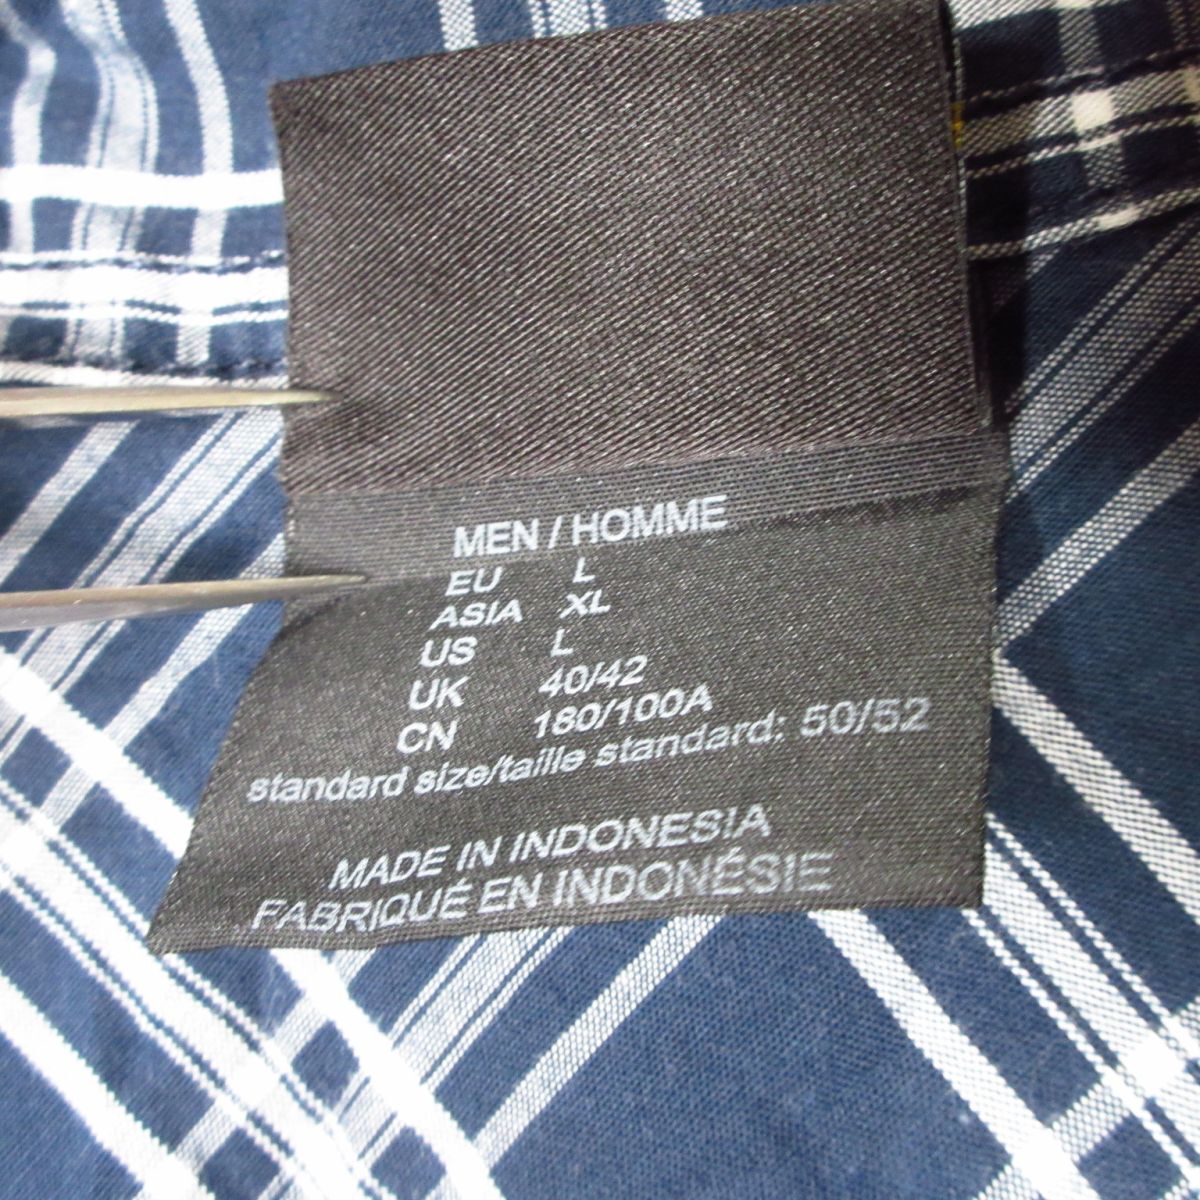 MEN / HOMME
EU L
ASIA XL
US L
UK 40/42
CN 180/100A
standard size/taille standard: 50/52
MADE IN INDONESIA
FABRIQUÉ EN INDONÉSIE